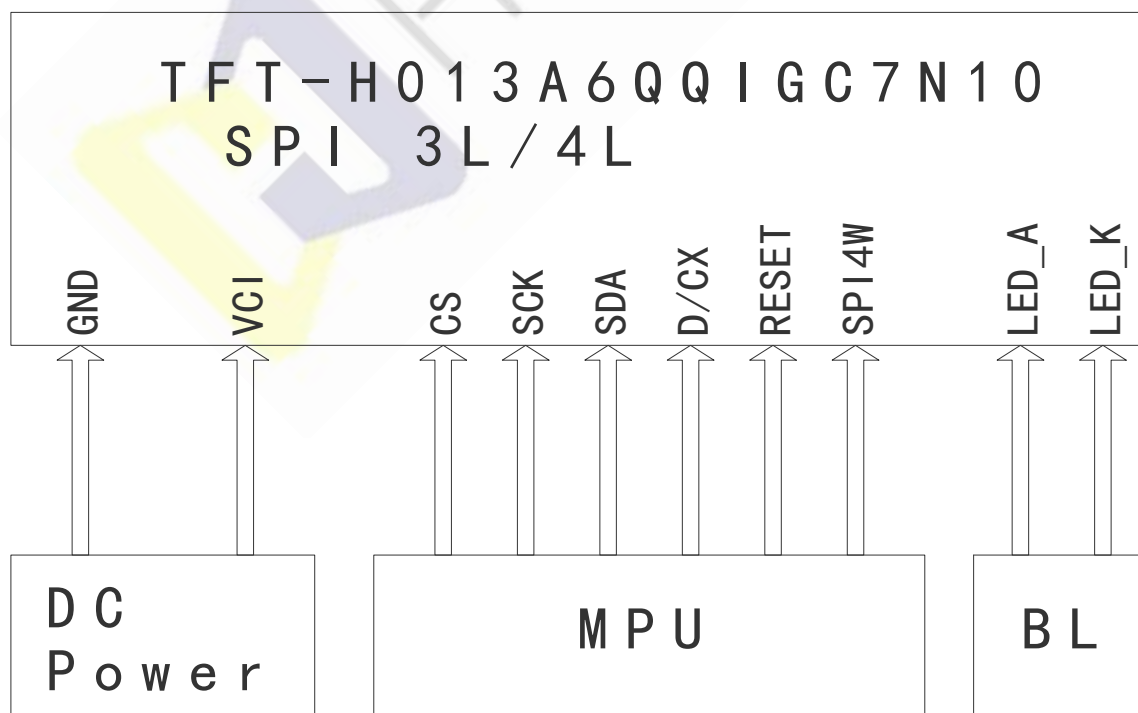 TFT-H013A6QQIGC7N10
SPI 3L/4L
GND
VCI
CS
SCK
SDA
D/CX
RESET
SPI4W
LED_A
LED_K
DC
Power
MPU
BL